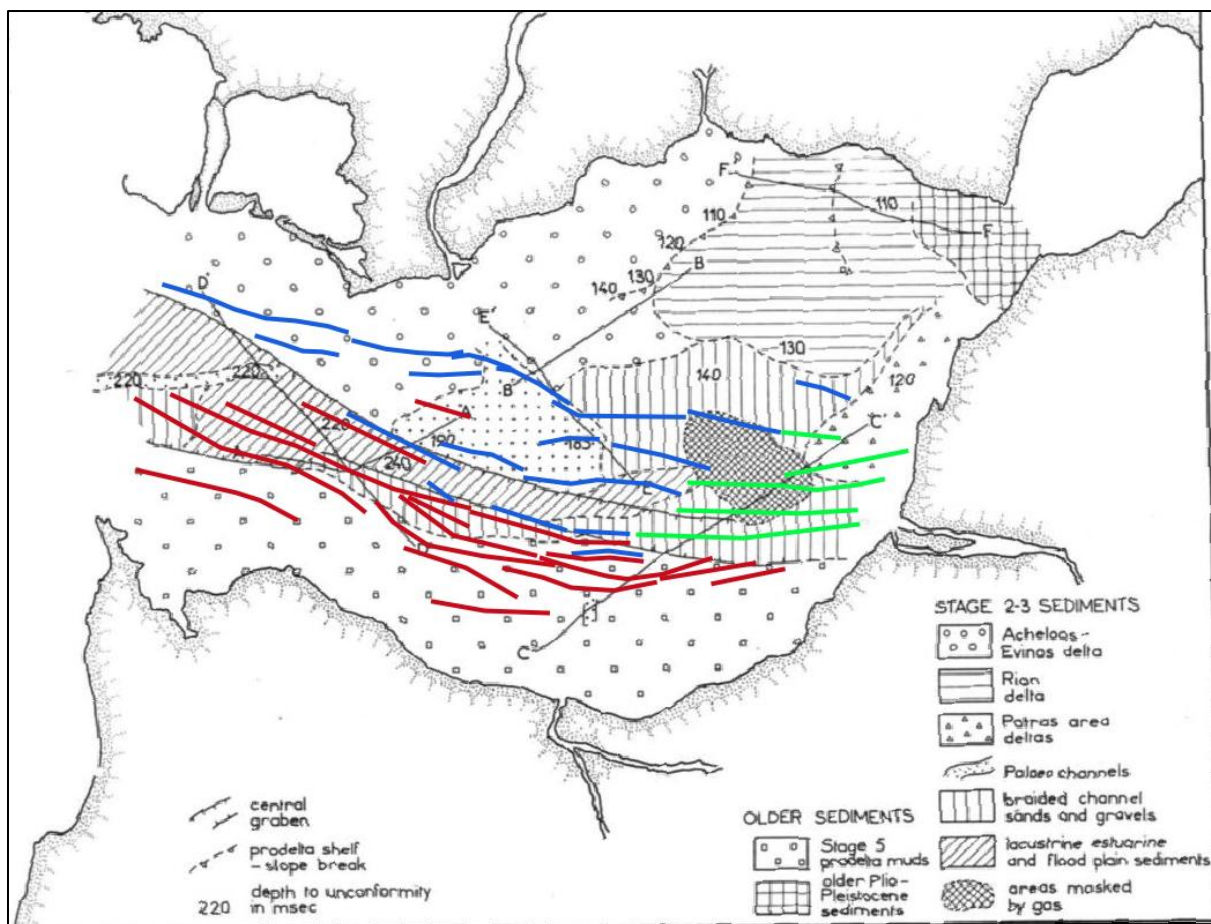 F'
110
F
110
120
130
140
B'
D'
E'
130
140
120
220
220
B
A'
C'
220
190
185
240
A
E
D
C
STAGE 2-3 SEDIMENTS
Acheloos-
Evinos delta
Rion
delta
Patras area
deltas
Palaeo channels
braided channel
sands and gravels
lacustrine estuarine
and flood plain sediments
areas masked
by gas
OLDER SEDIMENTS
Stage 5
prodelta muds
older Plio-
Pleistocene
sediments
central
graben
prodelta shelf
- slope break
220 depth to unconformity
in msec